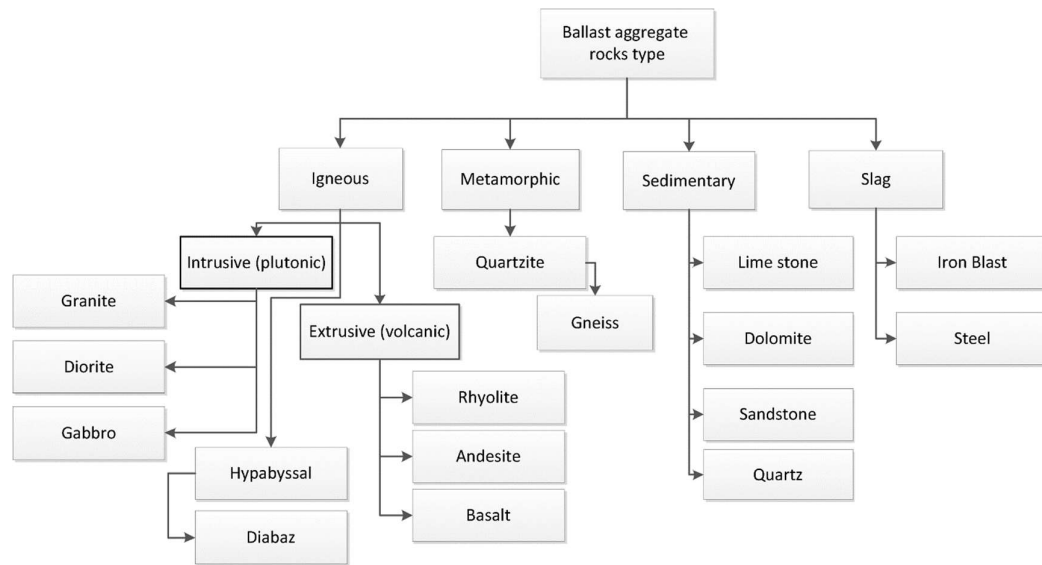 Ballast aggregate
rocks type
Igneous
Metamorphic
Sedimentary
Slag
Intrusive (plutonic)
Quartzite
Lime stone
Iron Blast
Granite
Extrusive (volcanic)
Gneiss
Dolomite
Steel
Diorite
Rhyolite
Sandstone
Gabbro
Hypabyssal
Andesite
Quartz
Diabaz
Basalt